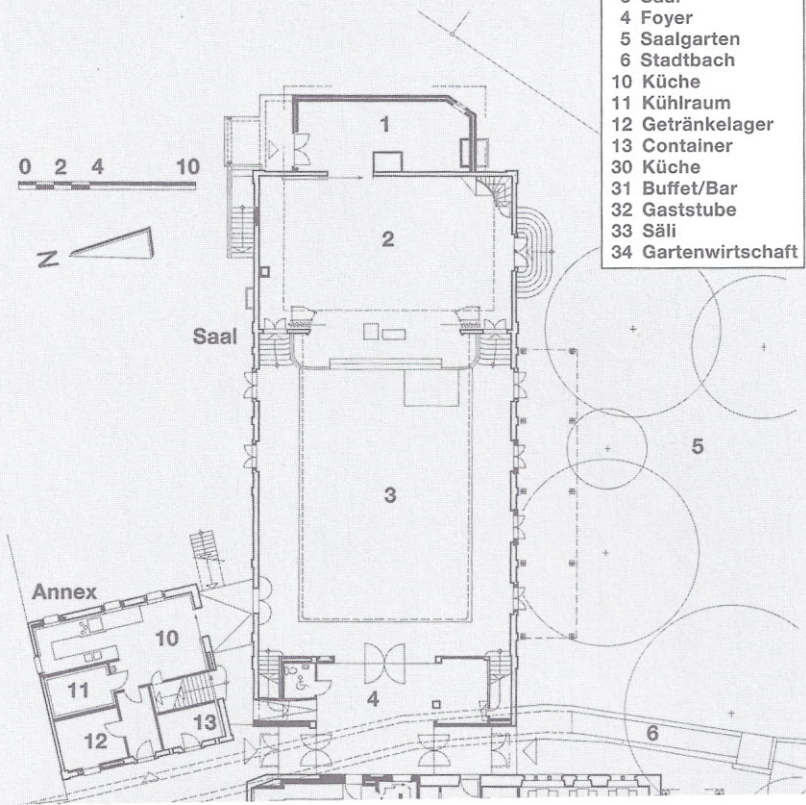 3 Saal
4 Foyer
5 Saalgarten
6 Stadtbach
10 Küche
11 Kühlraum
12 Getränkelager
13 Container
30 Küche
31 Buffet/Bar
32 Gaststube
33 Säli
34 Gartenwirtschaft
1
0 2 4 10
2
N
Saal
5
3
Annex
10
11
4
13
12
6